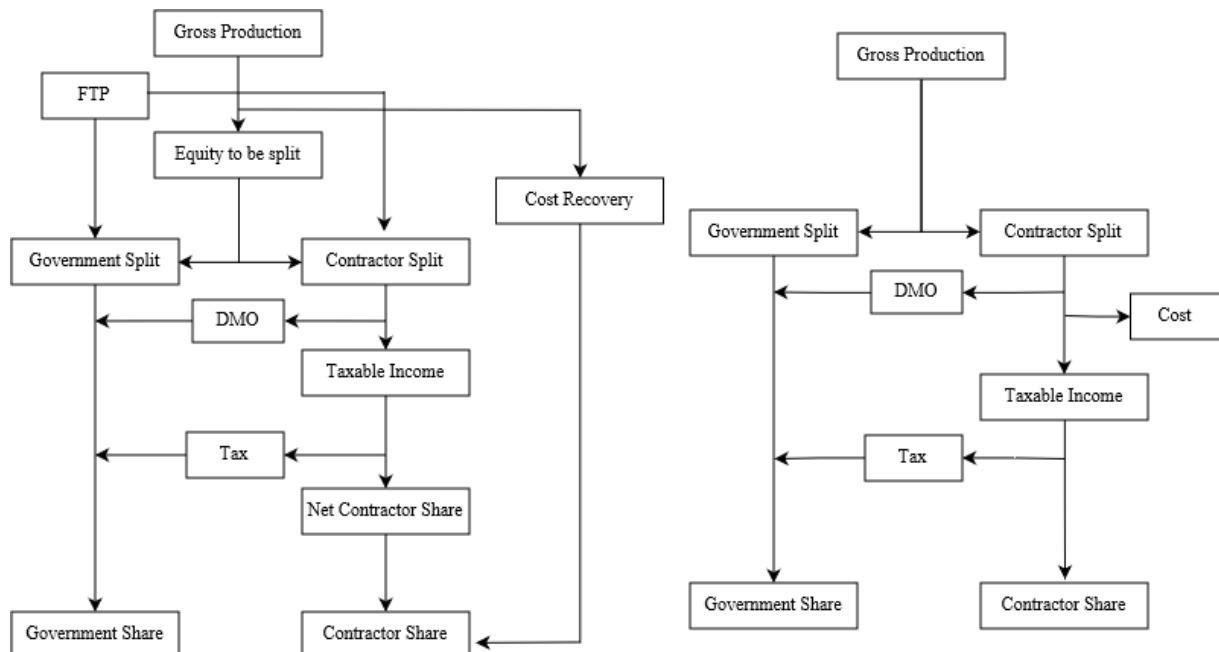 Gross Production
FTP
Equity to be split
Cost Recovery
Government Split
Contractor Split
DMO
Taxable Income
Tax
Net Contractor Share
Government Share
Contractor Share
Gross Production
Government Split
Contractor Split
DMO
Cost
Taxable Income
Tax
Government Share
Contractor Share